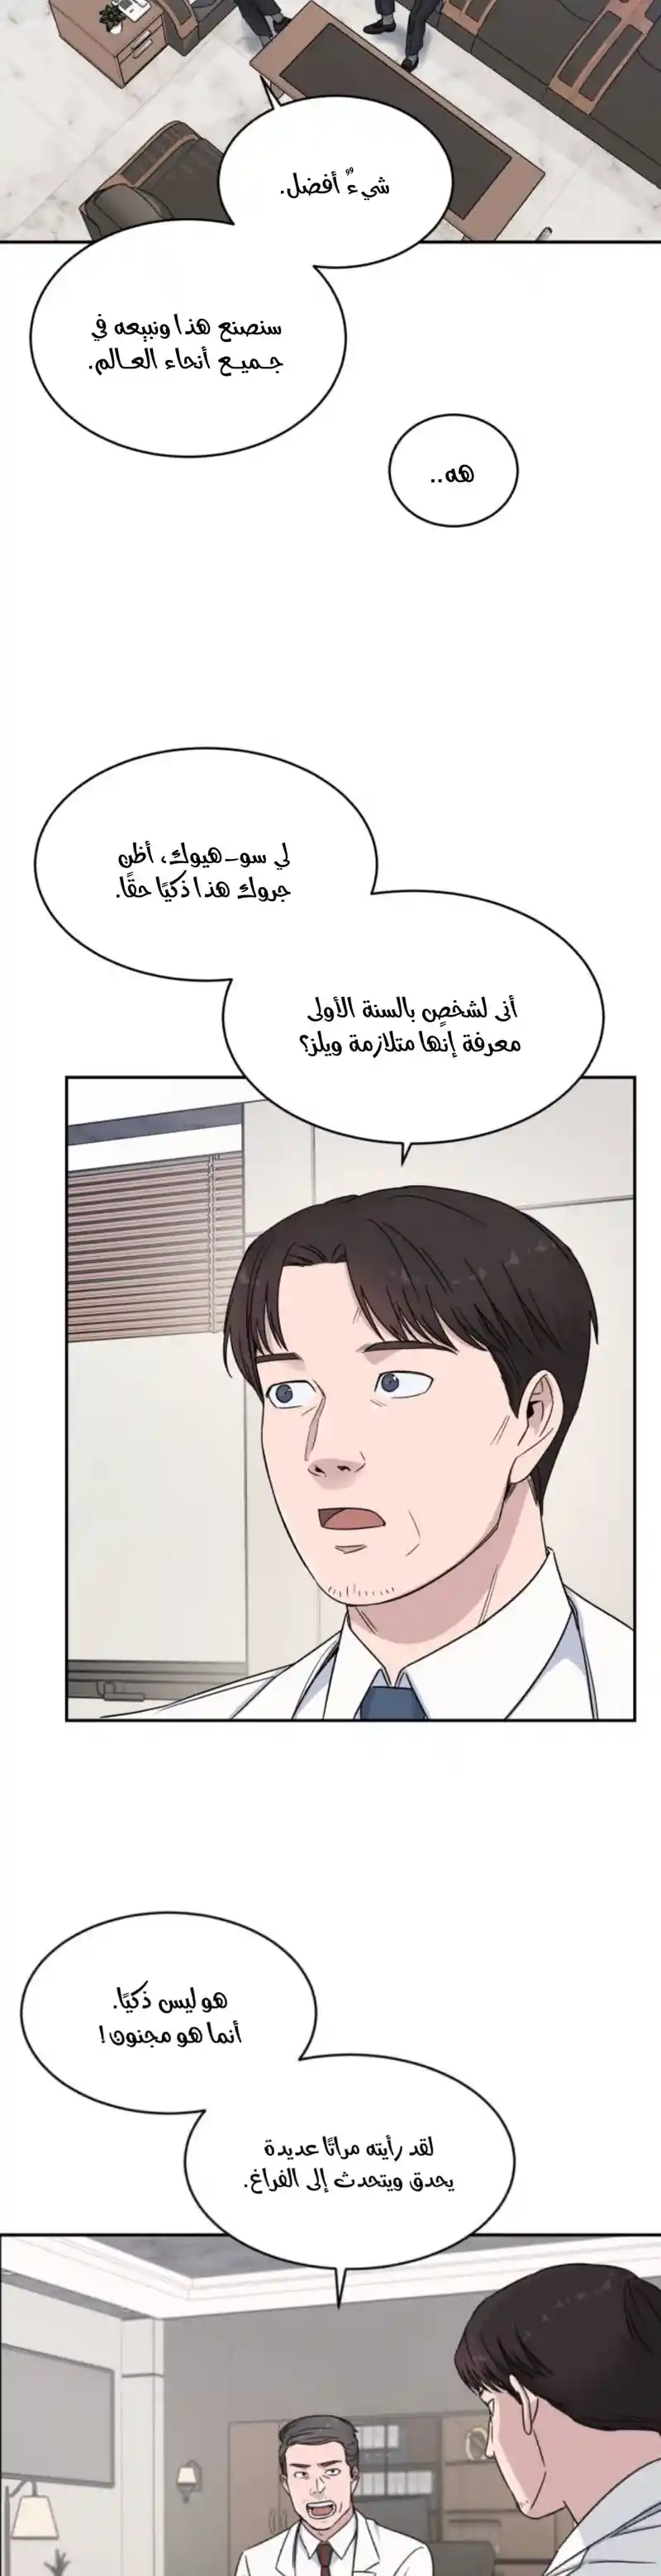 شيءٌ أفضل.
سنصنع هذا ونبيعه في
جميع أنحاء العالم.
هه..
لي سو-هيوك، أظن
جروك هذا ذكيًا حقًا.
أنى لشخصٍ بالسنة الأولى
معرفة إنها متلازمة ويلز؟
هو ليس ذكيًا.
أنما هو مجنون!
لقد رأيته مراتًا عديدة
يحدق ويتحدث إلى الفراغ.